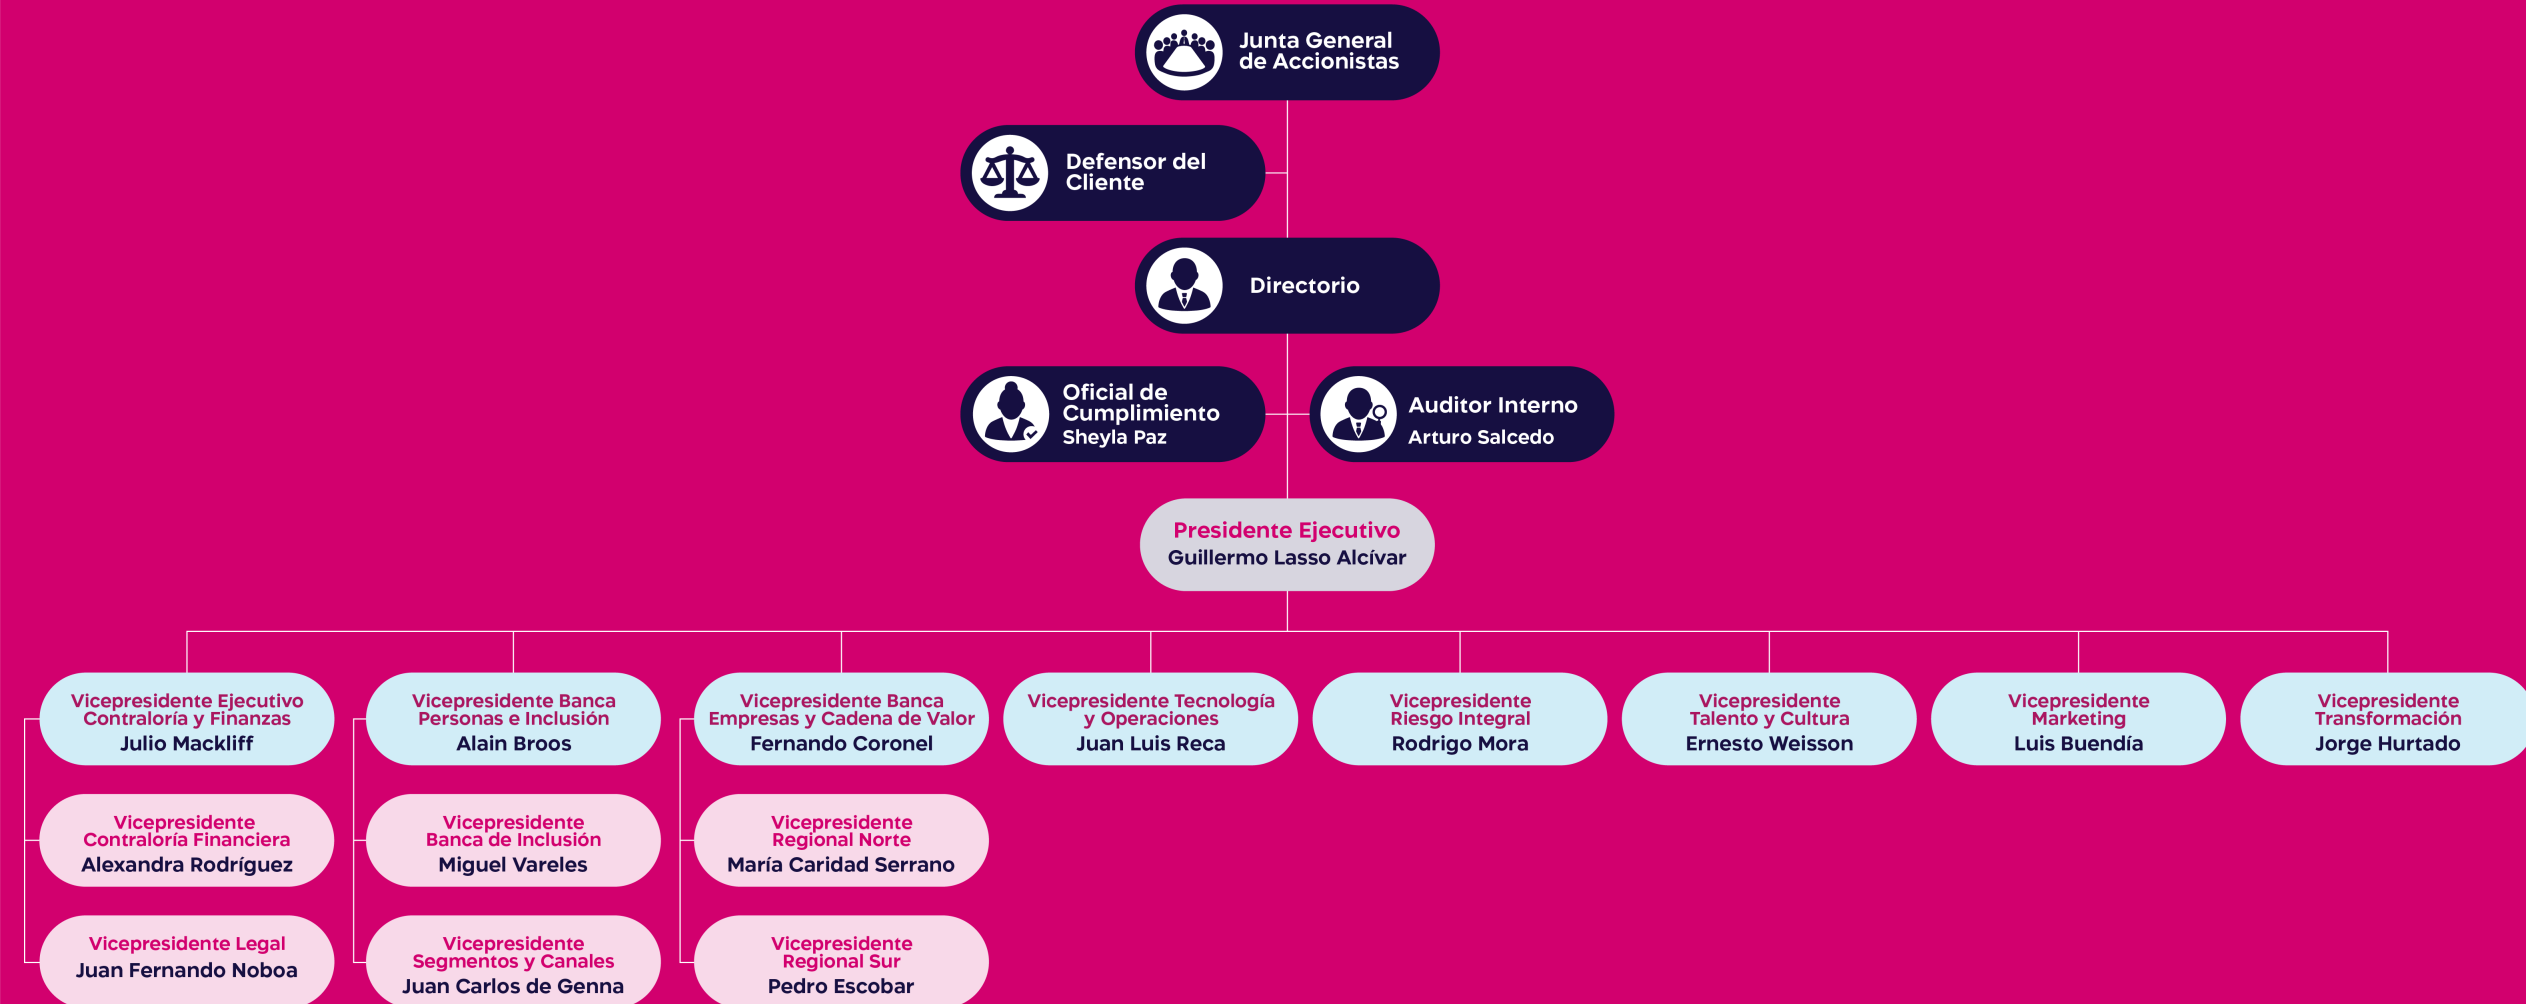 Junta General
de Accionistas
Defensor del
Cliente
Directorio
Oficial de
Cumplimiento
Sheyla Paz
Auditor Interno
Arturo Salcedo
Presidente Ejecutivo
Guillermo Lasso Alcívar
Vicepresidente Ejecutivo
Contraloría y Finanzas
Julio Mackliff
Vicepresidente Banca
Personas e Inclusión
Alain Broos
Vicepresidente Banca
Empresas y Cadena de Valor
Fernando Coronel
Vicepresidente Tecnología
y Operaciones
Juan Luis Reca
Vicepresidente
Riesgo Integral
Rodrigo Mora
Vicepresidente
Talento y Cultura
Ernesto Weisson
Vicepresidente
Marketing
Luis Buendía
Vicepresidente
Transformación
Jorge Hurtado
Vicepresidente
Contraloría Financiera
Alexandra Rodríguez
Vicepresidente
Banca de Inclusión
Miguel Vareles
Vicepresidente
Regional Norte
María Caridad Serrano
Vicepresidente Legal
Juan Fernando Noboa
Vicepresidente
Segmentos y Canales
Juan Carlos de Genna
Vicepresidente
Regional Sur
Pedro Escobar